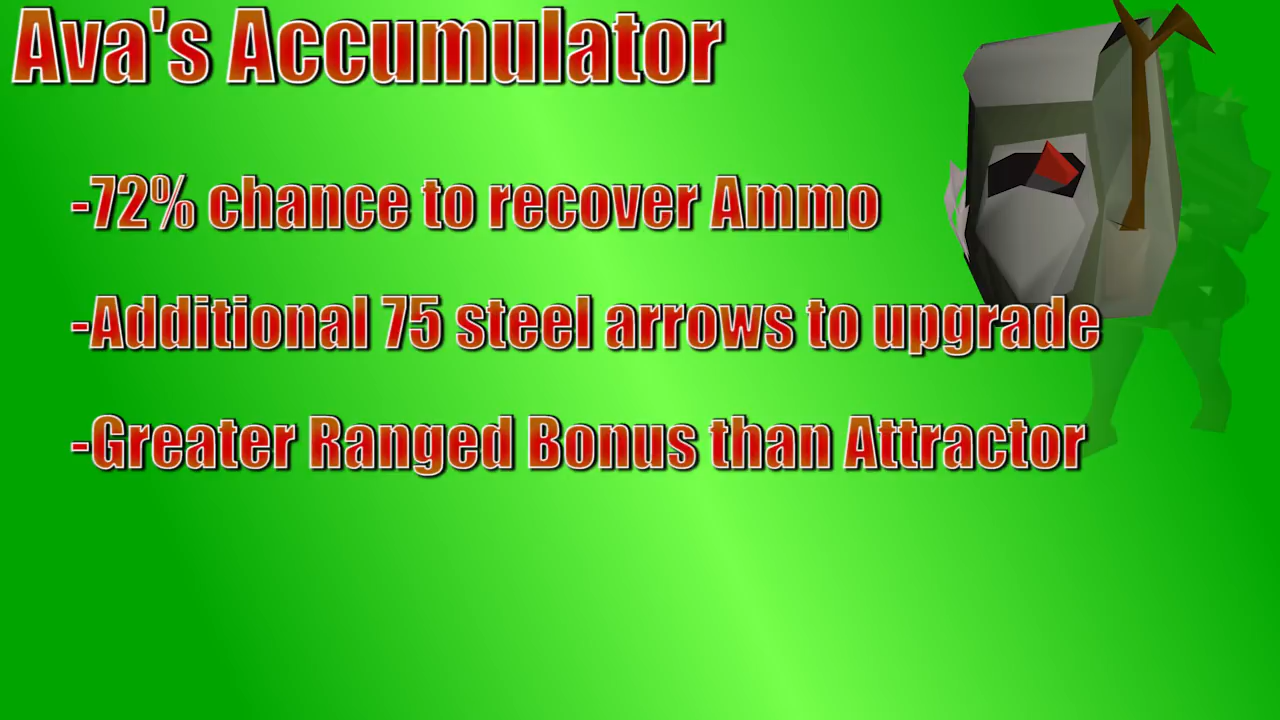 Ava's Accumulator
-72% chance to recover Ammo
-Additional 75 steel arrows to upgrade
-Greater Ranged Bonus than Attractor